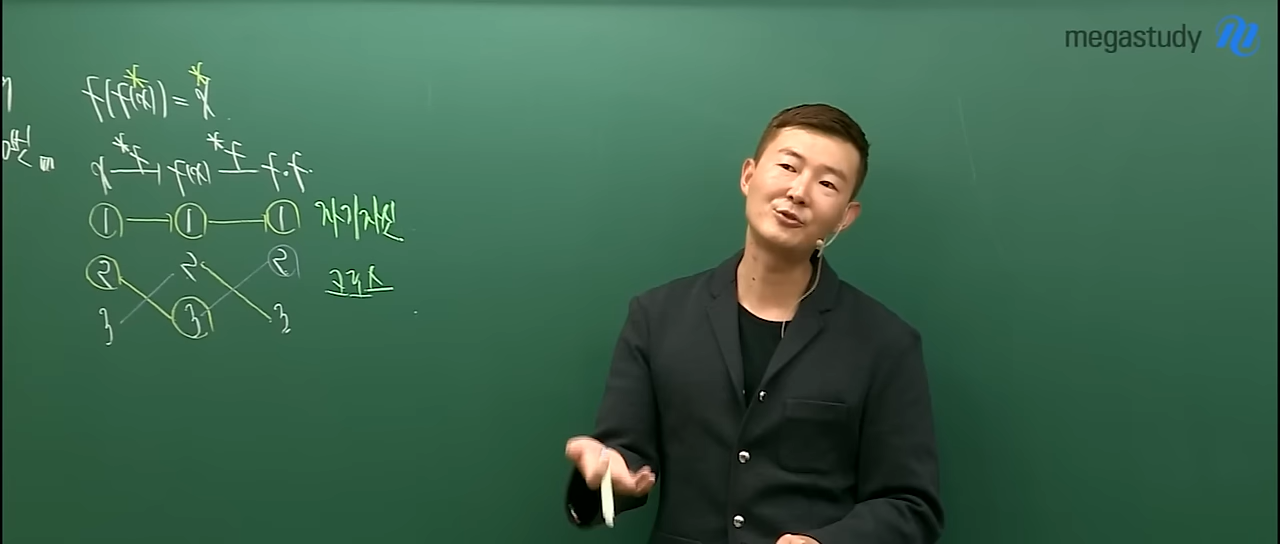 megastudy
f(f(x)) = x
x f f(x) f f·f
① ① ① 자기자신
② 2 ② 크로스
3 ③ 3